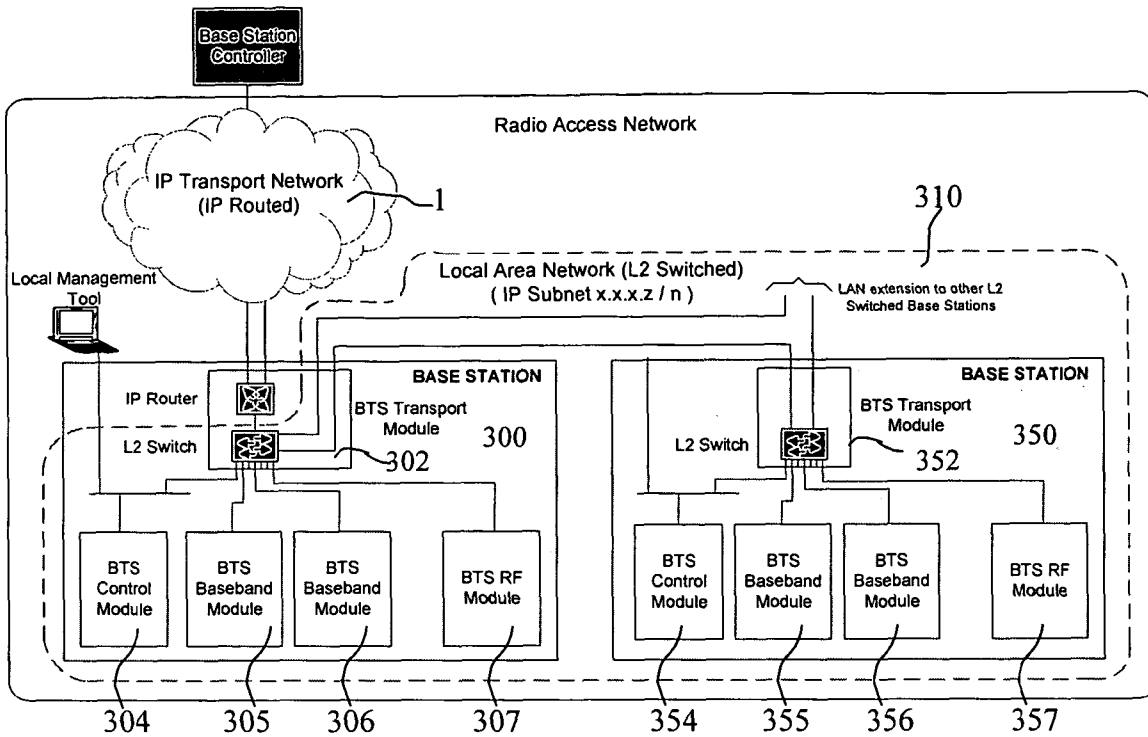 Base Station
Controller
Radio Access Network
IP Transport Network
(IP Routed)
1
310
Local Area Network (L2 Switched)
( IP Subnet x.x.x.z / n )
LAN extension to other L2
Switched Base Stations
Local Management
Tool
BASE STATION
IP Router
BTS Transport
Module
300
L2 Switch
302
BASE STATION
BTS Transport
Module
350
L2 Switch
352
BTS
Control
Module
BTS
Baseband
Module
BTS
Baseband
Module
BTS RF
Module
BTS
Control
Module
BTS
Baseband
Module
BTS
Baseband
Module
BTS RF
Module
304
305
306
307
354
355
356
357